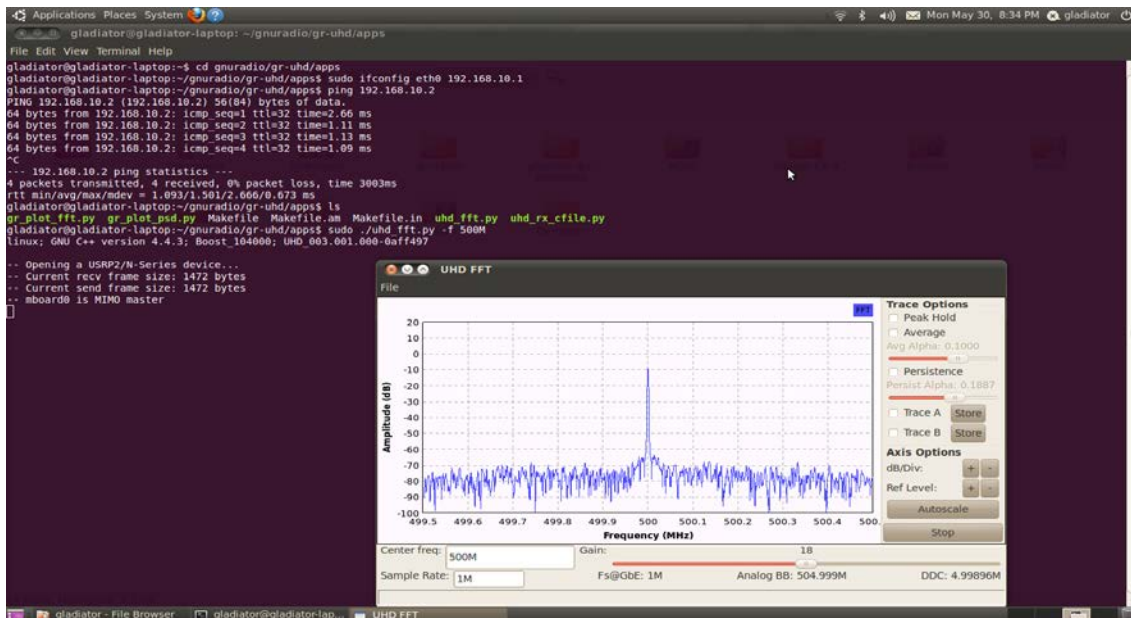 Applications Places System
Mon May 30, 8:34 PM gladiator
gladiator@gladiator-laptop: ~/gnuradio/gr-uhd/apps
File Edit View Terminal Help
gladiator@gladiator-laptop:~$ cd gnuradio/gr-uhd/apps
gladiator@gladiator-laptop:~/gnuradio/gr-uhd/apps$ sudo ifconfig eth0 192.168.10.1
gladiator@gladiator-laptop:~/gnuradio/gr-uhd/apps$ ping 192.168.10.2
PING 192.168.10.2 (192.168.10.2) 56(84) bytes of data.
64 bytes from 192.168.10.2: icmp_seq=1 ttl=32 time=2.66 ms
64 bytes from 192.168.10.2: icmp_seq=2 ttl=32 time=1.11 ms
64 bytes from 192.168.10.2: icmp_seq=3 ttl=32 time=1.13 ms
64 bytes from 192.168.10.2: icmp_seq=4 ttl=32 time=1.09 ms
^C
--- 192.168.10.2 ping statistics ---
4 packets transmitted, 4 received, 0% packet loss, time 3003ms
rtt min/avg/max/mdev = 1.093/1.501/2.666/0.673 ms
gladiator@gladiator-laptop:~/gnuradio/gr-uhd/apps$ ls
gr_plot_fft.py gr_plot_psd.py Makefile Makefile.am Makefile.in uhd_fft.py uhd_rx_cfile.py
gladiator@gladiator-laptop:~/gnuradio/gr-uhd/apps$ sudo ./uhd_fft.py -f 500M
linux; GNU C++ version 4.4.3; Boost_104000; UHD_003.001.000-0aff497
-- Opening a USRP2/N-Series device...
-- Current recv frame size: 1472 bytes
-- Current send frame size: 1472 bytes
-- mboard0 is MIMO master
UHD FFT
File
FFT
Amplitude (dB)
20
10
0
-10
-20
-30
-40
-50
-60
-70
-80
-90
-100
499.5 499.6 499.7 499.8 499.9 500 500.1 500.2 500.3 500.4 500.
Frequency (MHz)
Trace Options
Peak Hold
Average
Avg Alpha: 0.1000
Persistence
Persist Alpha: 0.1887
Trace A Store
Trace B Store
Axis Options
dB/Div: + -
Ref Level: + -
Autoscale
Stop
Center freq: 500M Gain: 18
Sample Rate: 1M Fs@GbE: 1M Analog BB: 504.999M DDC: 4.99896M
gladiator - File Browser gladiator@gladiator-lap... UHD FFT